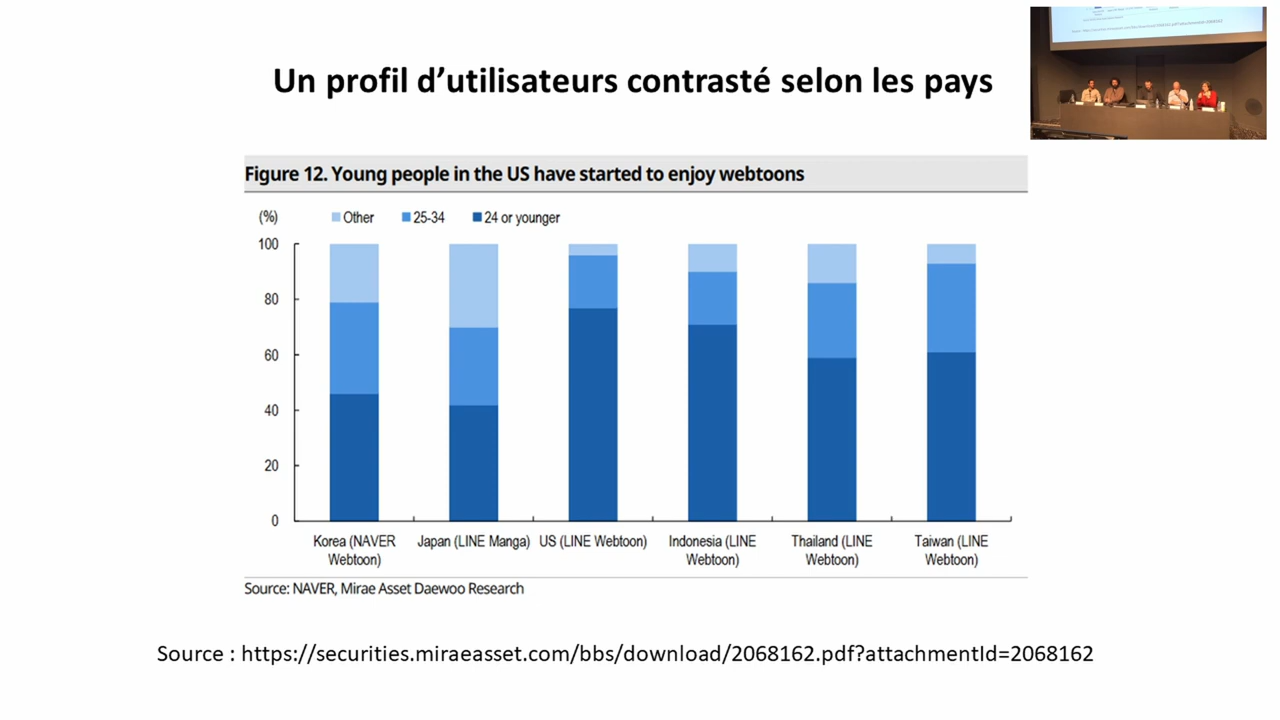 Un profil d’utilisateurs contrasté selon les pays
Figure 12. Young people in the US have started to enjoy webtoons
(%)
Other
25-34
24 or younger
100
80
60
40
20
0
Korea (NAVER
Webtoon)
Japan (LINE Manga)
US (LINE Webtoon)
Indonesia (LINE
Webtoon)
Thailand (LINE
Webtoon)
Taiwan (LINE
Webtoon)
Source: NAVER, Mirae Asset Daewoo Research
Source : https://securities.miraeasset.com/bbs/download/2068162.pdf?attachmentId=2068162